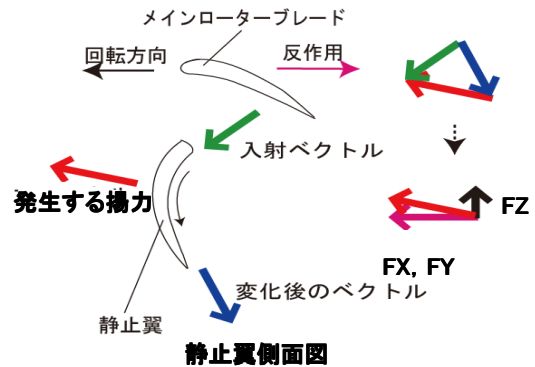 メインローターブレード
回転方向
反作用
入射ベクトル
発生する揚力
FZ
FX, FY
変化後のベクトル
静止翼
静止翼側面図